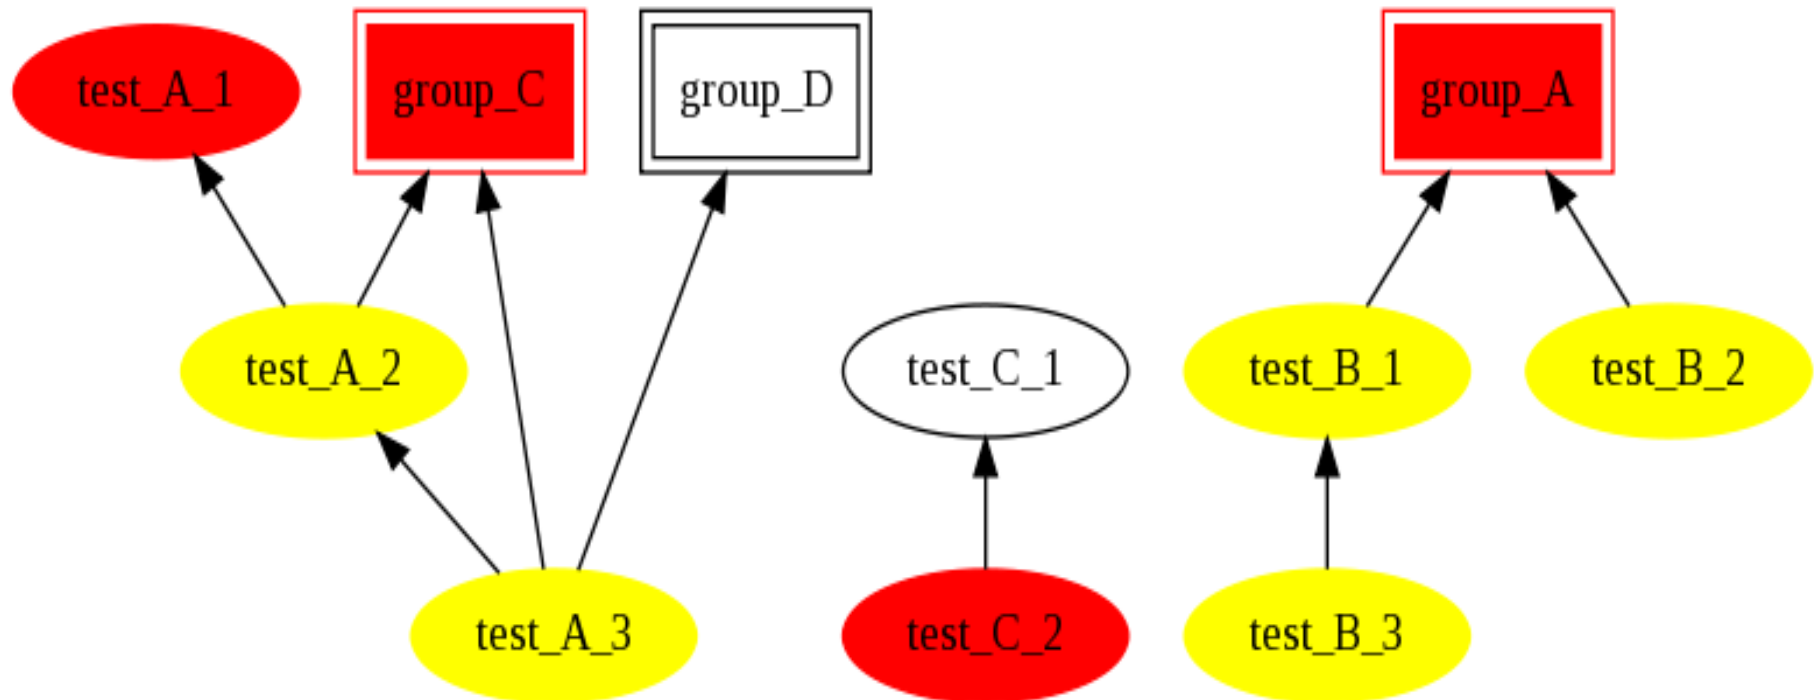 test_A_1
group_C
group_D
group_A
test_A_2
test_C_1
test_B_1
test_B_2
test_A_3
test_C_2
test_B_3